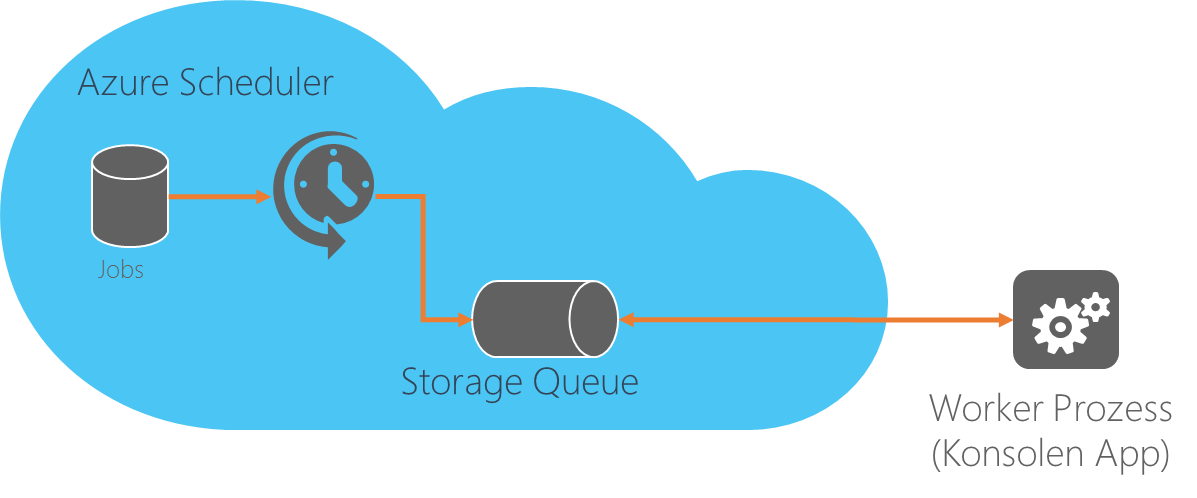 Azure Scheduler
Jobs
Storage Queue
Worker Prozess
(Konsolen App)